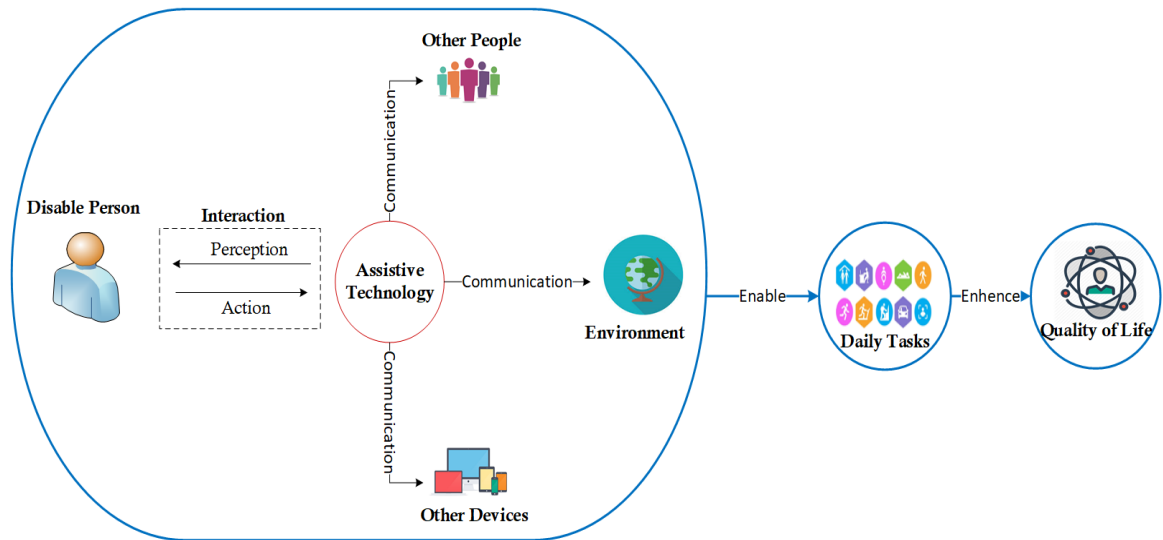 Other People
Communication
Disable Person
Interaction
Perception
Action
Assistive
Technology
Communication
Environment
Communication
Other Devices
Enable
Daily Tasks
Enhence
Quality of Life